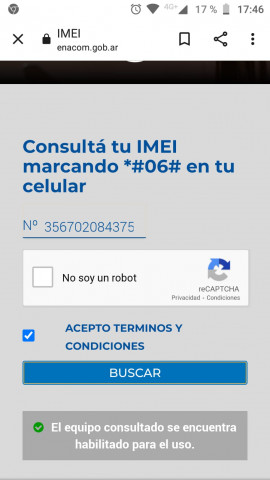 4G+ 17 % 17:46
IMEI
enacom.gob.ar
Consultá tu IMEI
marcando *#06# en tu
celular
Nº 356702084375
No soy un robot
reCAPTCHA
Privacidad - Condiciones
ACEPTO TERMINOS Y
CONDICIONES
BUSCAR
El equipo consultado se encuentra
habilitado para el uso.